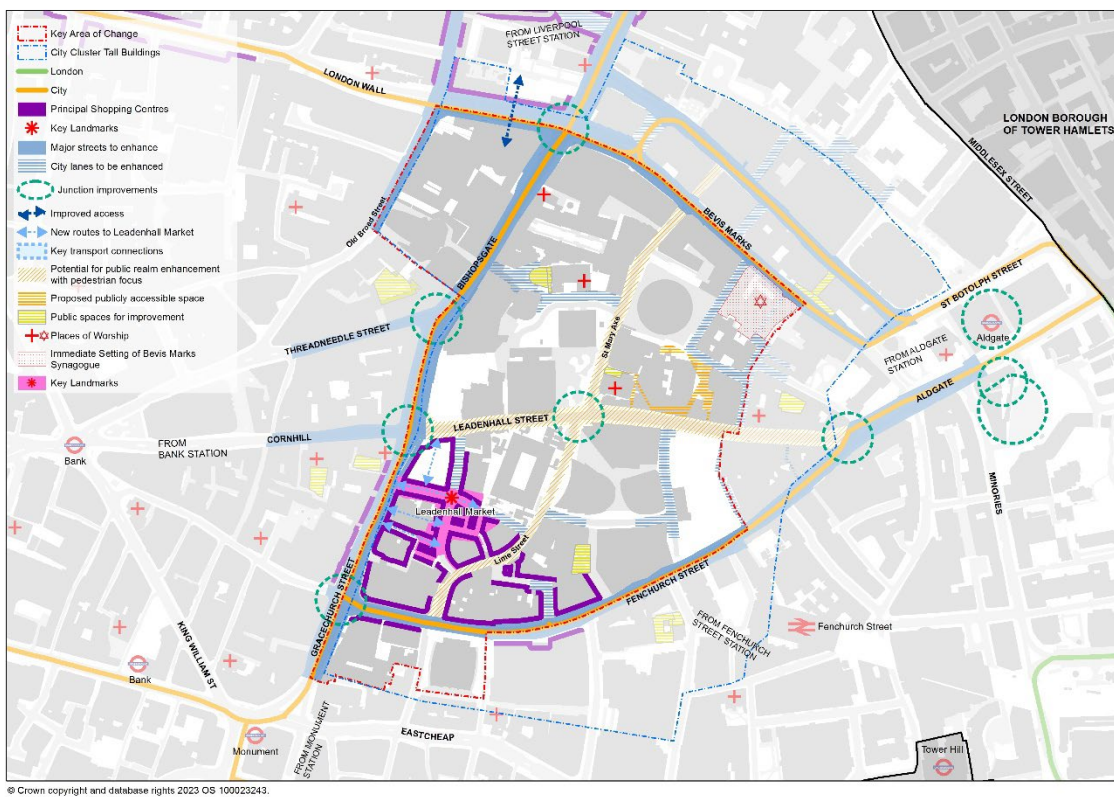 Key Area of Change
City Cluster Tall Buildings
London
City
Principal Shopping Centres
Key Landmarks
Major streets to enhance
City lanes to be enhanced
Junction improvements
Improved access
New routes to Leadenhall Market
Key transport connections
Potential for public realm enhancement
with pedestrian focus
Proposed publicly accessible space
Public spaces for improvement
Places of Worship
Immediate Setting of Bevis Marks
Synagogue
Key Landmarks
FROM LIVERPOOL
STREET STATION
LONDON WALL
LONDON BOROUGH
OF TOWER HAMLETS
MIDDLESEX STREET
Old Broad Street
BISHOPSGATE
BEVIS MARKS
ST BOTOLPH STREET
THREADNEEDLE STREET
St Mary Axe
FROM ALDGATE
STATION
Aldgate
ALDGATE
LEADENHALL STREET
CORNHILL
FROM
BANK STATION
Bank
MINORIES
Leadenhall Market
Lime Street
FENCHURCH STREET
GRACECHURCH STREET
KING WILLIAM ST
FROM FENCHURCH
STREET STATION
Fenchurch Street
Bank
FROM MONUMENT
STATION
Monument
EASTCHEAP
Tower Hill
© Crown copyright and database rights 2023 OS 100023243.